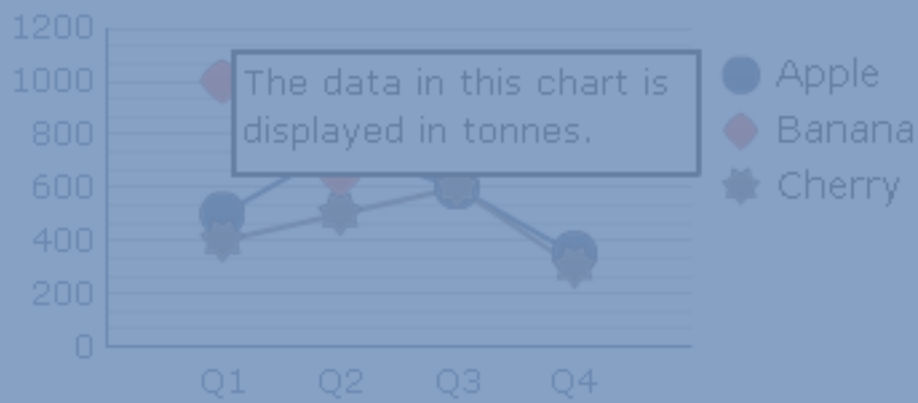 1200
1000
800
600
400
200
0
The data in this chart is
displayed in tonnes.
Apple
Banana
Cherry
Q1 Q2 Q3 Q4